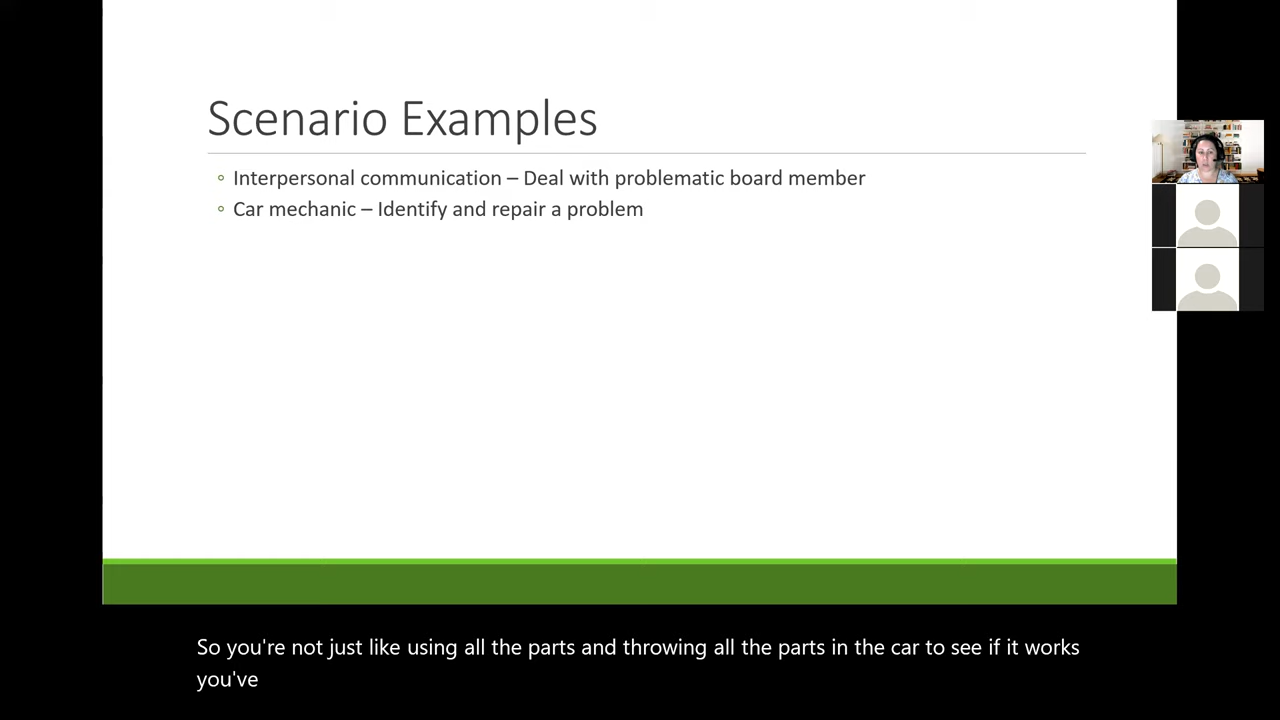 Scenario Examples
◦ Interpersonal communication – Deal with problematic board member
◦ Car mechanic – Identify and repair a problem
So you're not just like using all the parts and throwing all the parts in the car to see if it works
you've